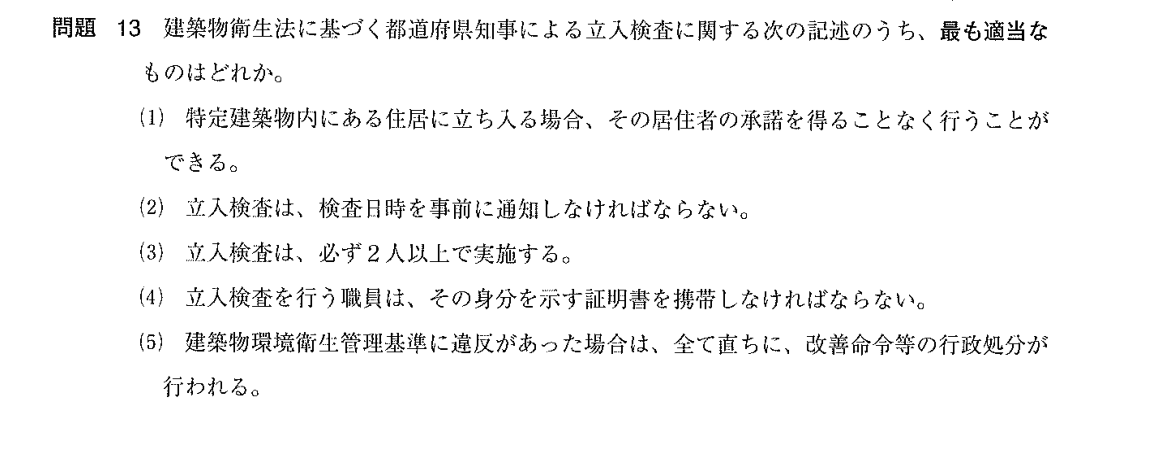 問題 13 建築物衛生法に基づく都道府県知事による立入検査に関する次の記述のうち、最も適当な
ものはどれか。
(1) 特定建築物内にある住居に立ち入る場合、その居住者の承諾を得ることなく行うことが
できる。
(2) 立入検査は、検査日時を事前に通知しなければならない。
(3) 立入検査は、必ず2人以上で実施する。
(4) 立入検査を行う職員は、その身分を示す証明書を携帯しなければならない。
(5) 建築物環境衛生管理基準に違反があった場合は、全て直ちに、改善命令等の行政処分が
行われる。